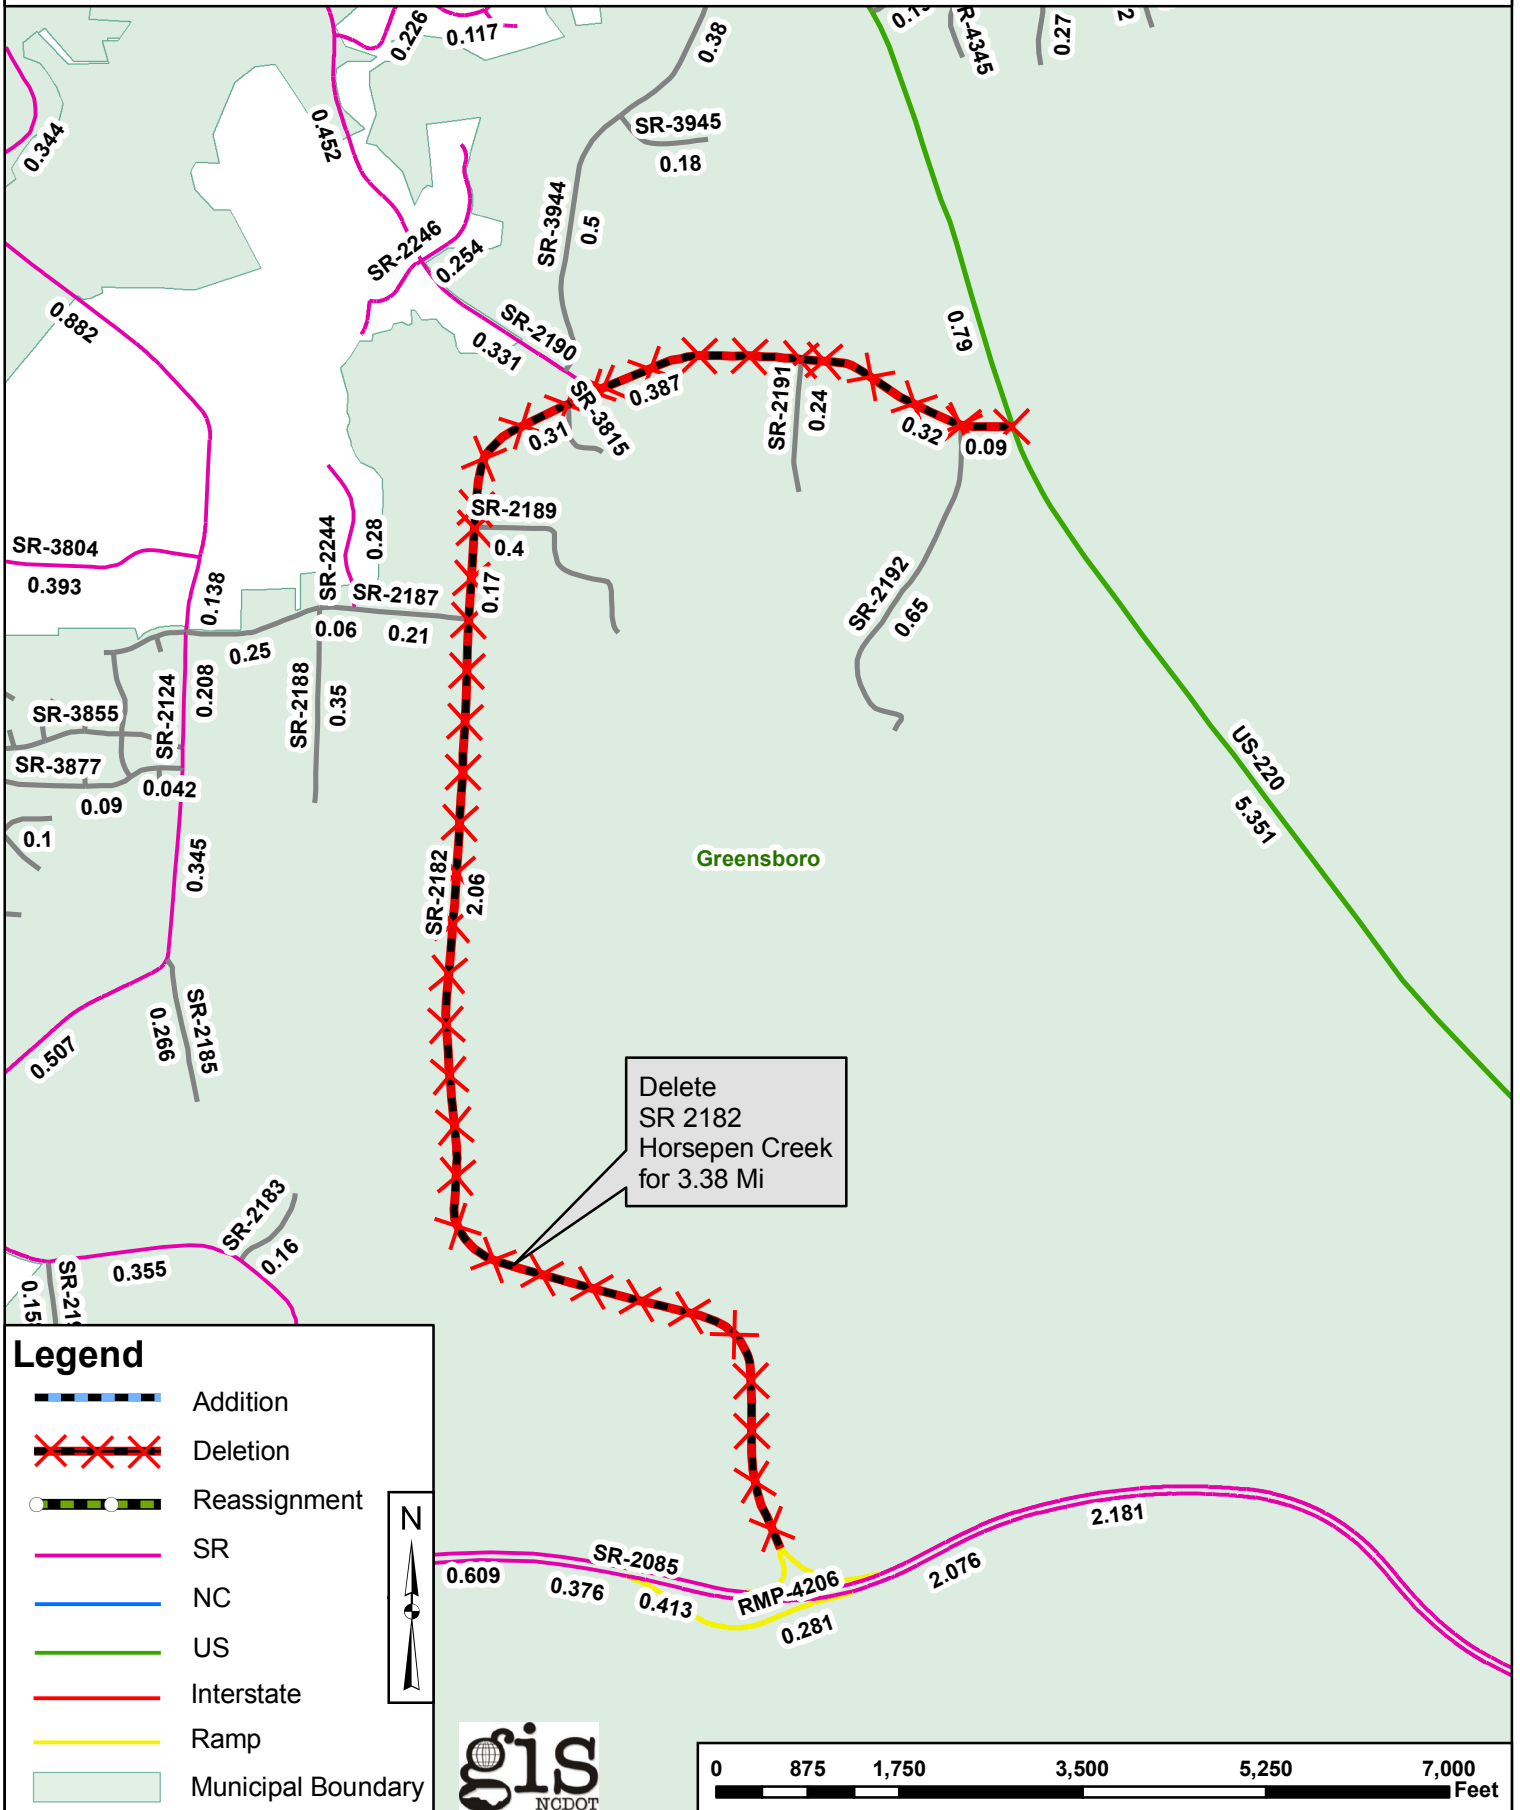 0.226
0.117
0.38
SR-4345
0.27
2
0.344
0.452
SR-3945
0.18
SR-3944
0.5
SR-2246
0.254
0.882
SR-2190
0.331
0.79
0.387
SR-3815
0.31
SR-2191
0.24
0.32
0.09
SR-2189
0.4
0.17
SR-3804
0.393
0.138
SR-2244
0.28
SR-2187
0.06
0.21
0.25
SR-2192
0.65
SR-2124
0.208
SR-2188
0.35
SR-3855
SR-3877
0.042
0.09
0.1
0.345
US-220
5.351
Greensboro
SR-2182
2.06
SR-2185
0.266
0.507
Delete
SR 2182
Horsepen Creek
for 3.38 Mi
SR-2183
0.16
0.355
Legend
Addition
Deletion
Reassignment
SR
NC
US
Interstate
Ramp
Municipal Boundary
N
SR-2085
0.609
0.376
0.413
RMP-4206
0.281
2.076
2.181
gis
NCDOT
0 875 1,750 3,500 5,250 7,000
Feet